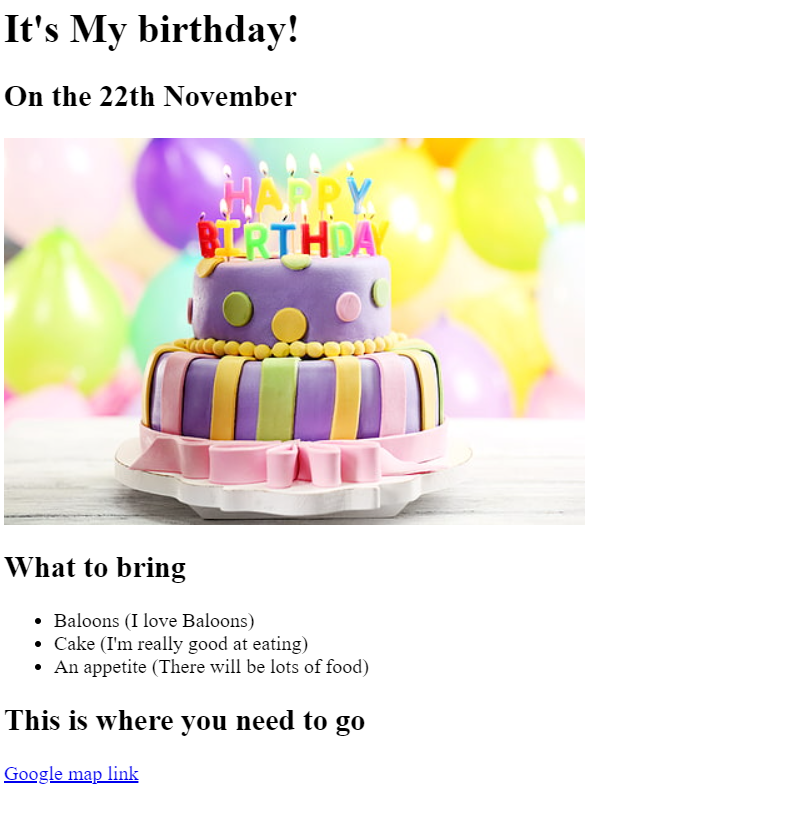 It's My birthday!
On the 22th November
HAPPY
BIRTHDAY
What to bring
Baloons (I love Baloons)
Cake (I'm really good at eating)
An appetite (There will be lots of food)
This is where you need to go
Google map link